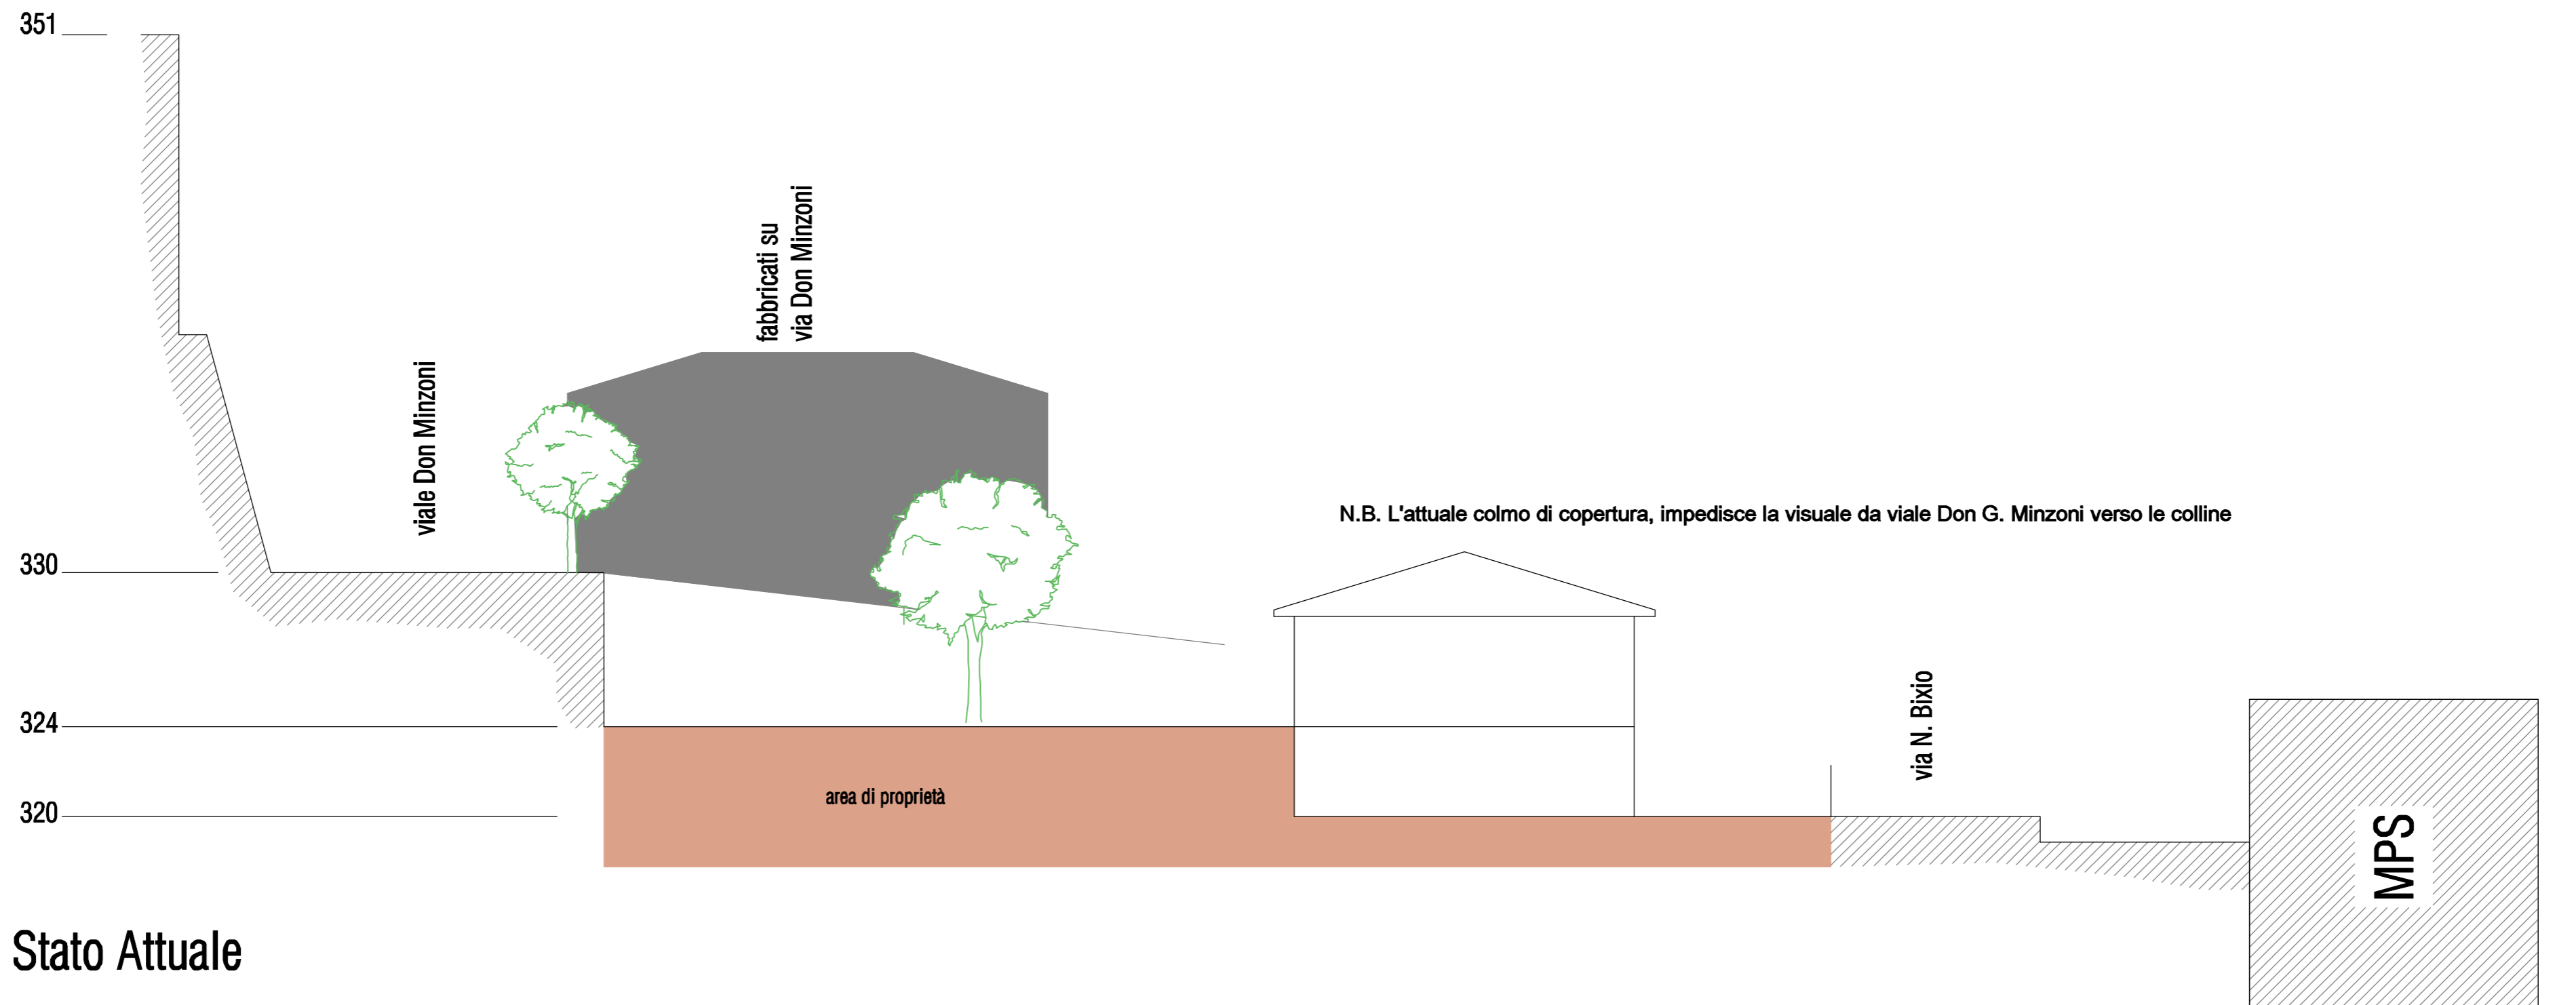 351
fabbricati su
via Don Minzoni
viale Don Minzoni
N.B. L'attuale colmo di copertura, impedisce la visuale da viale Don G. Minzoni verso le colline
330
324
via N. Bixio
area di proprietà
320
MPS
Stato Attuale